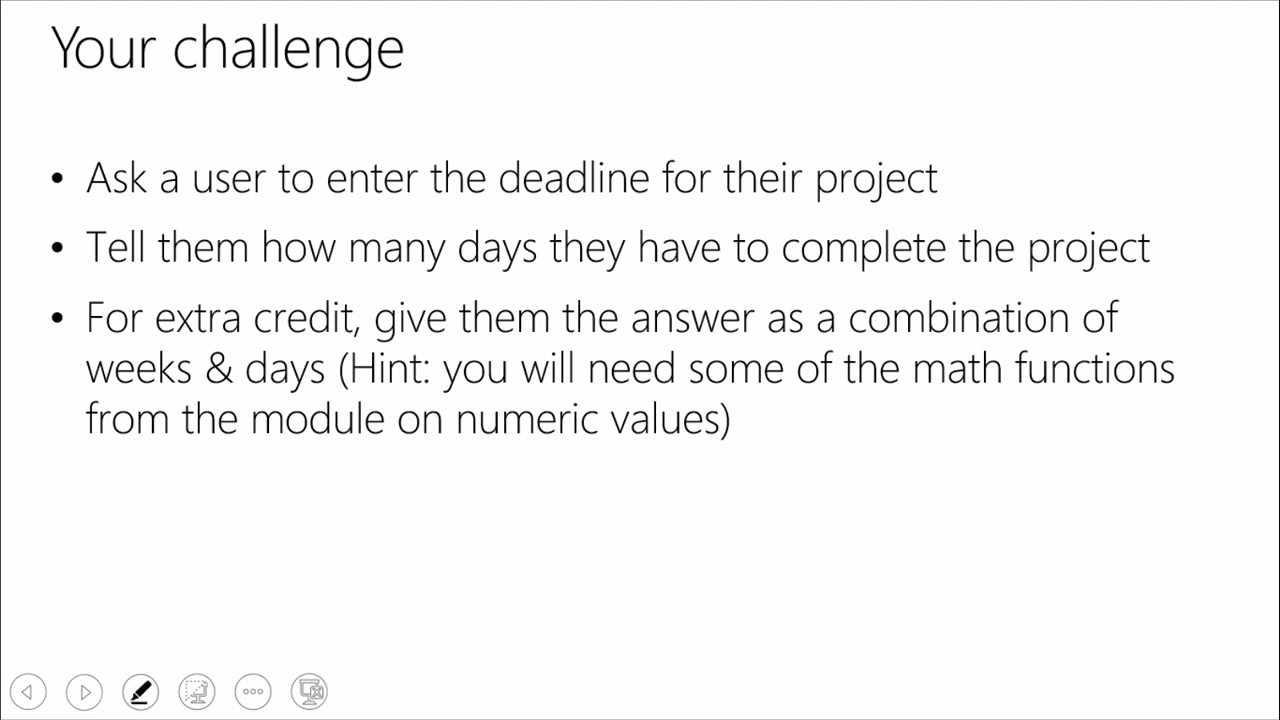 Your challenge
• Ask a user to enter the deadline for their project
• Tell them how many days they have to complete the project
• For extra credit, give them the answer as a combination of
weeks & days (Hint: you will need some of the math functions
from the module on numeric values)